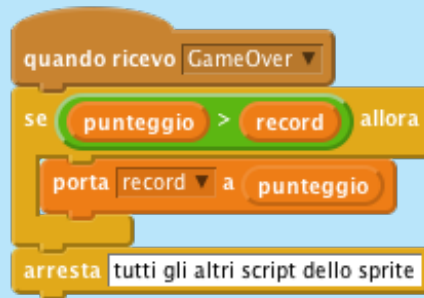 quando ricevo GameOver
se punteggio > record allora
porta record a punteggio
arresta tutti gli altri script dello sprite